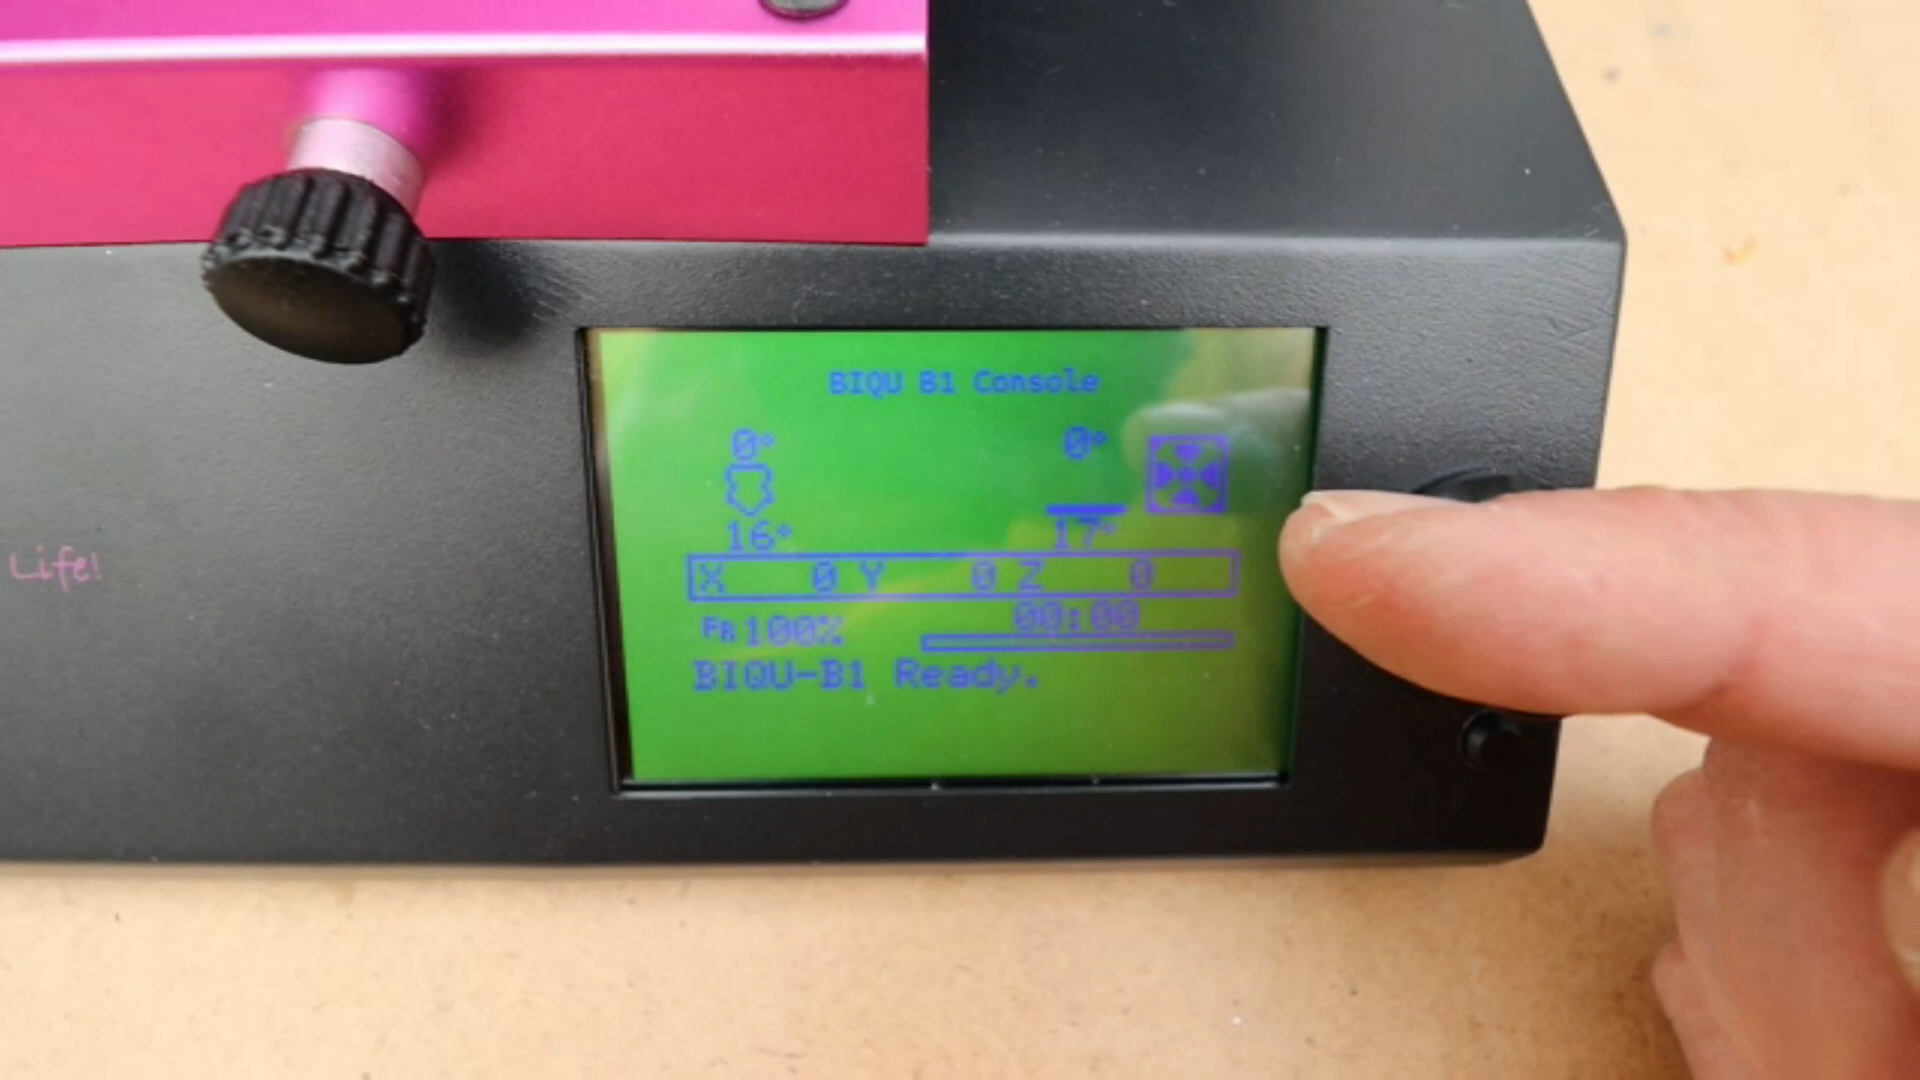 BIQU B1 Console
0° 0°
16° 17°
X 0 Y 0 Z 0
00:00
FR 100%
BIQU-B1 Ready.
Life!